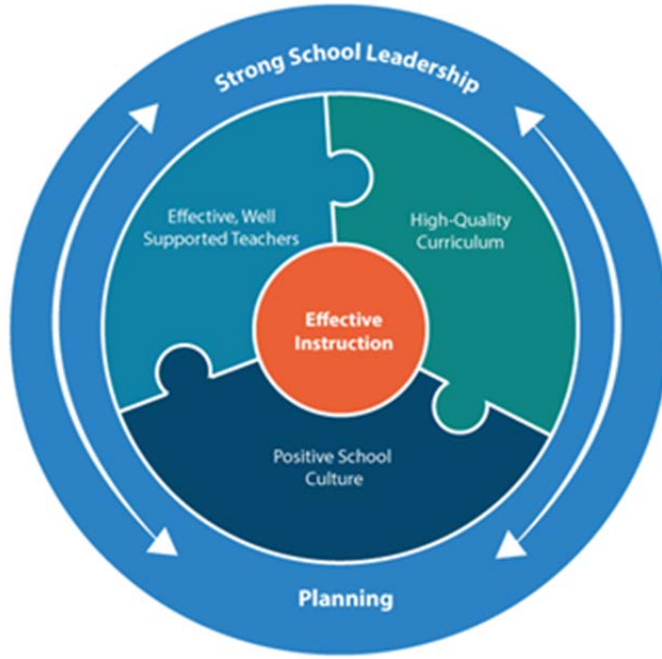 Strong School Leadership
Effective, Well
Supported Teachers
High-Quality
Curriculum
Effective
Instruction
Positive School
Culture
Planning